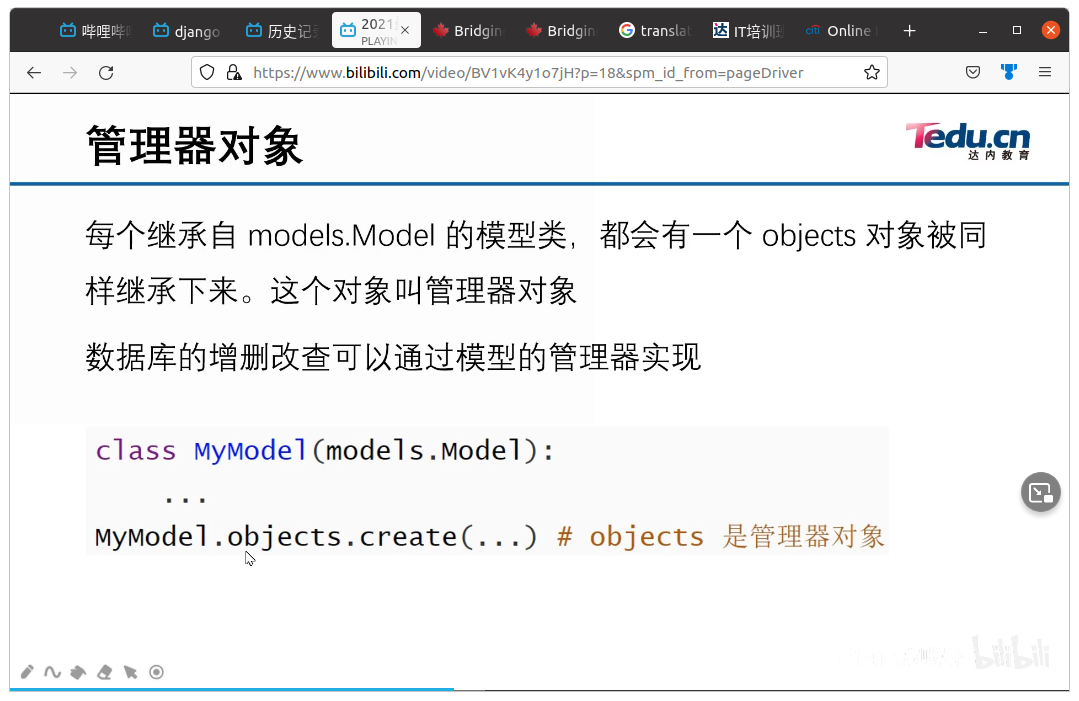 哔哩哔哩
django
历史记录
2021
PLAYIN
Bridgin
Bridgin
translat
IT培训班
citi Online
https://www.bilibili.com/video/BV1vK4y1o7jH?p=18&spm_id_from=pageDriver
管理器对象
Tedu.cn
达内教育
每个继承自 models.Model 的模型类，都会有一个 objects 对象被同
样继承下来。这个对象叫管理器对象
数据库的增删改查可以通过模型的管理器实现
class MyModel(models.Model):
...
MyModel.objects.create(...) # objects 是管理器对象
bilibili